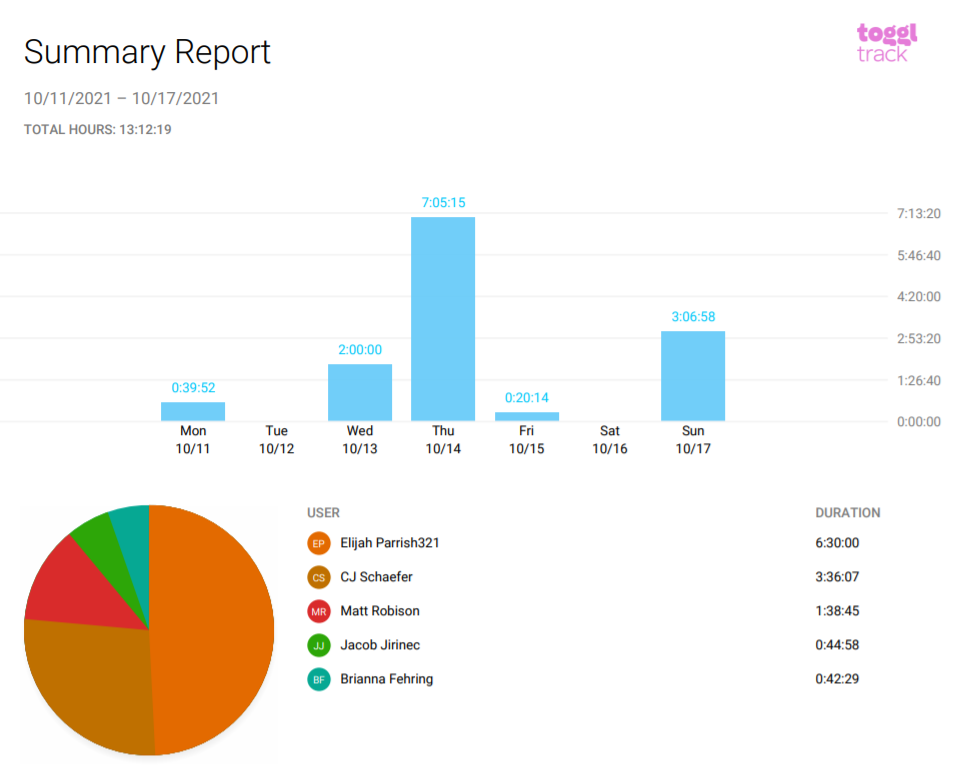 Summary Report
toggl
track
10/11/2021 – 10/17/2021
TOTAL HOURS: 13:12:19
7:05:15
7:13:20
5:46:40
4:20:00
3:06:58
2:53:20
2:00:00
0:39:52
1:26:40
0:20:14
0:00:00
Mon Tue Wed Thu Fri Sat Sun
10/11 10/12 10/13 10/14 10/15 10/16 10/17
USER DURATION
EP Elijah Parrish321 6:30:00
CS CJ Schaefer 3:36:07
MR Matt Robison 1:38:45
JJ Jacob Jirinec 0:44:58
BF Brianna Fehring 0:42:29